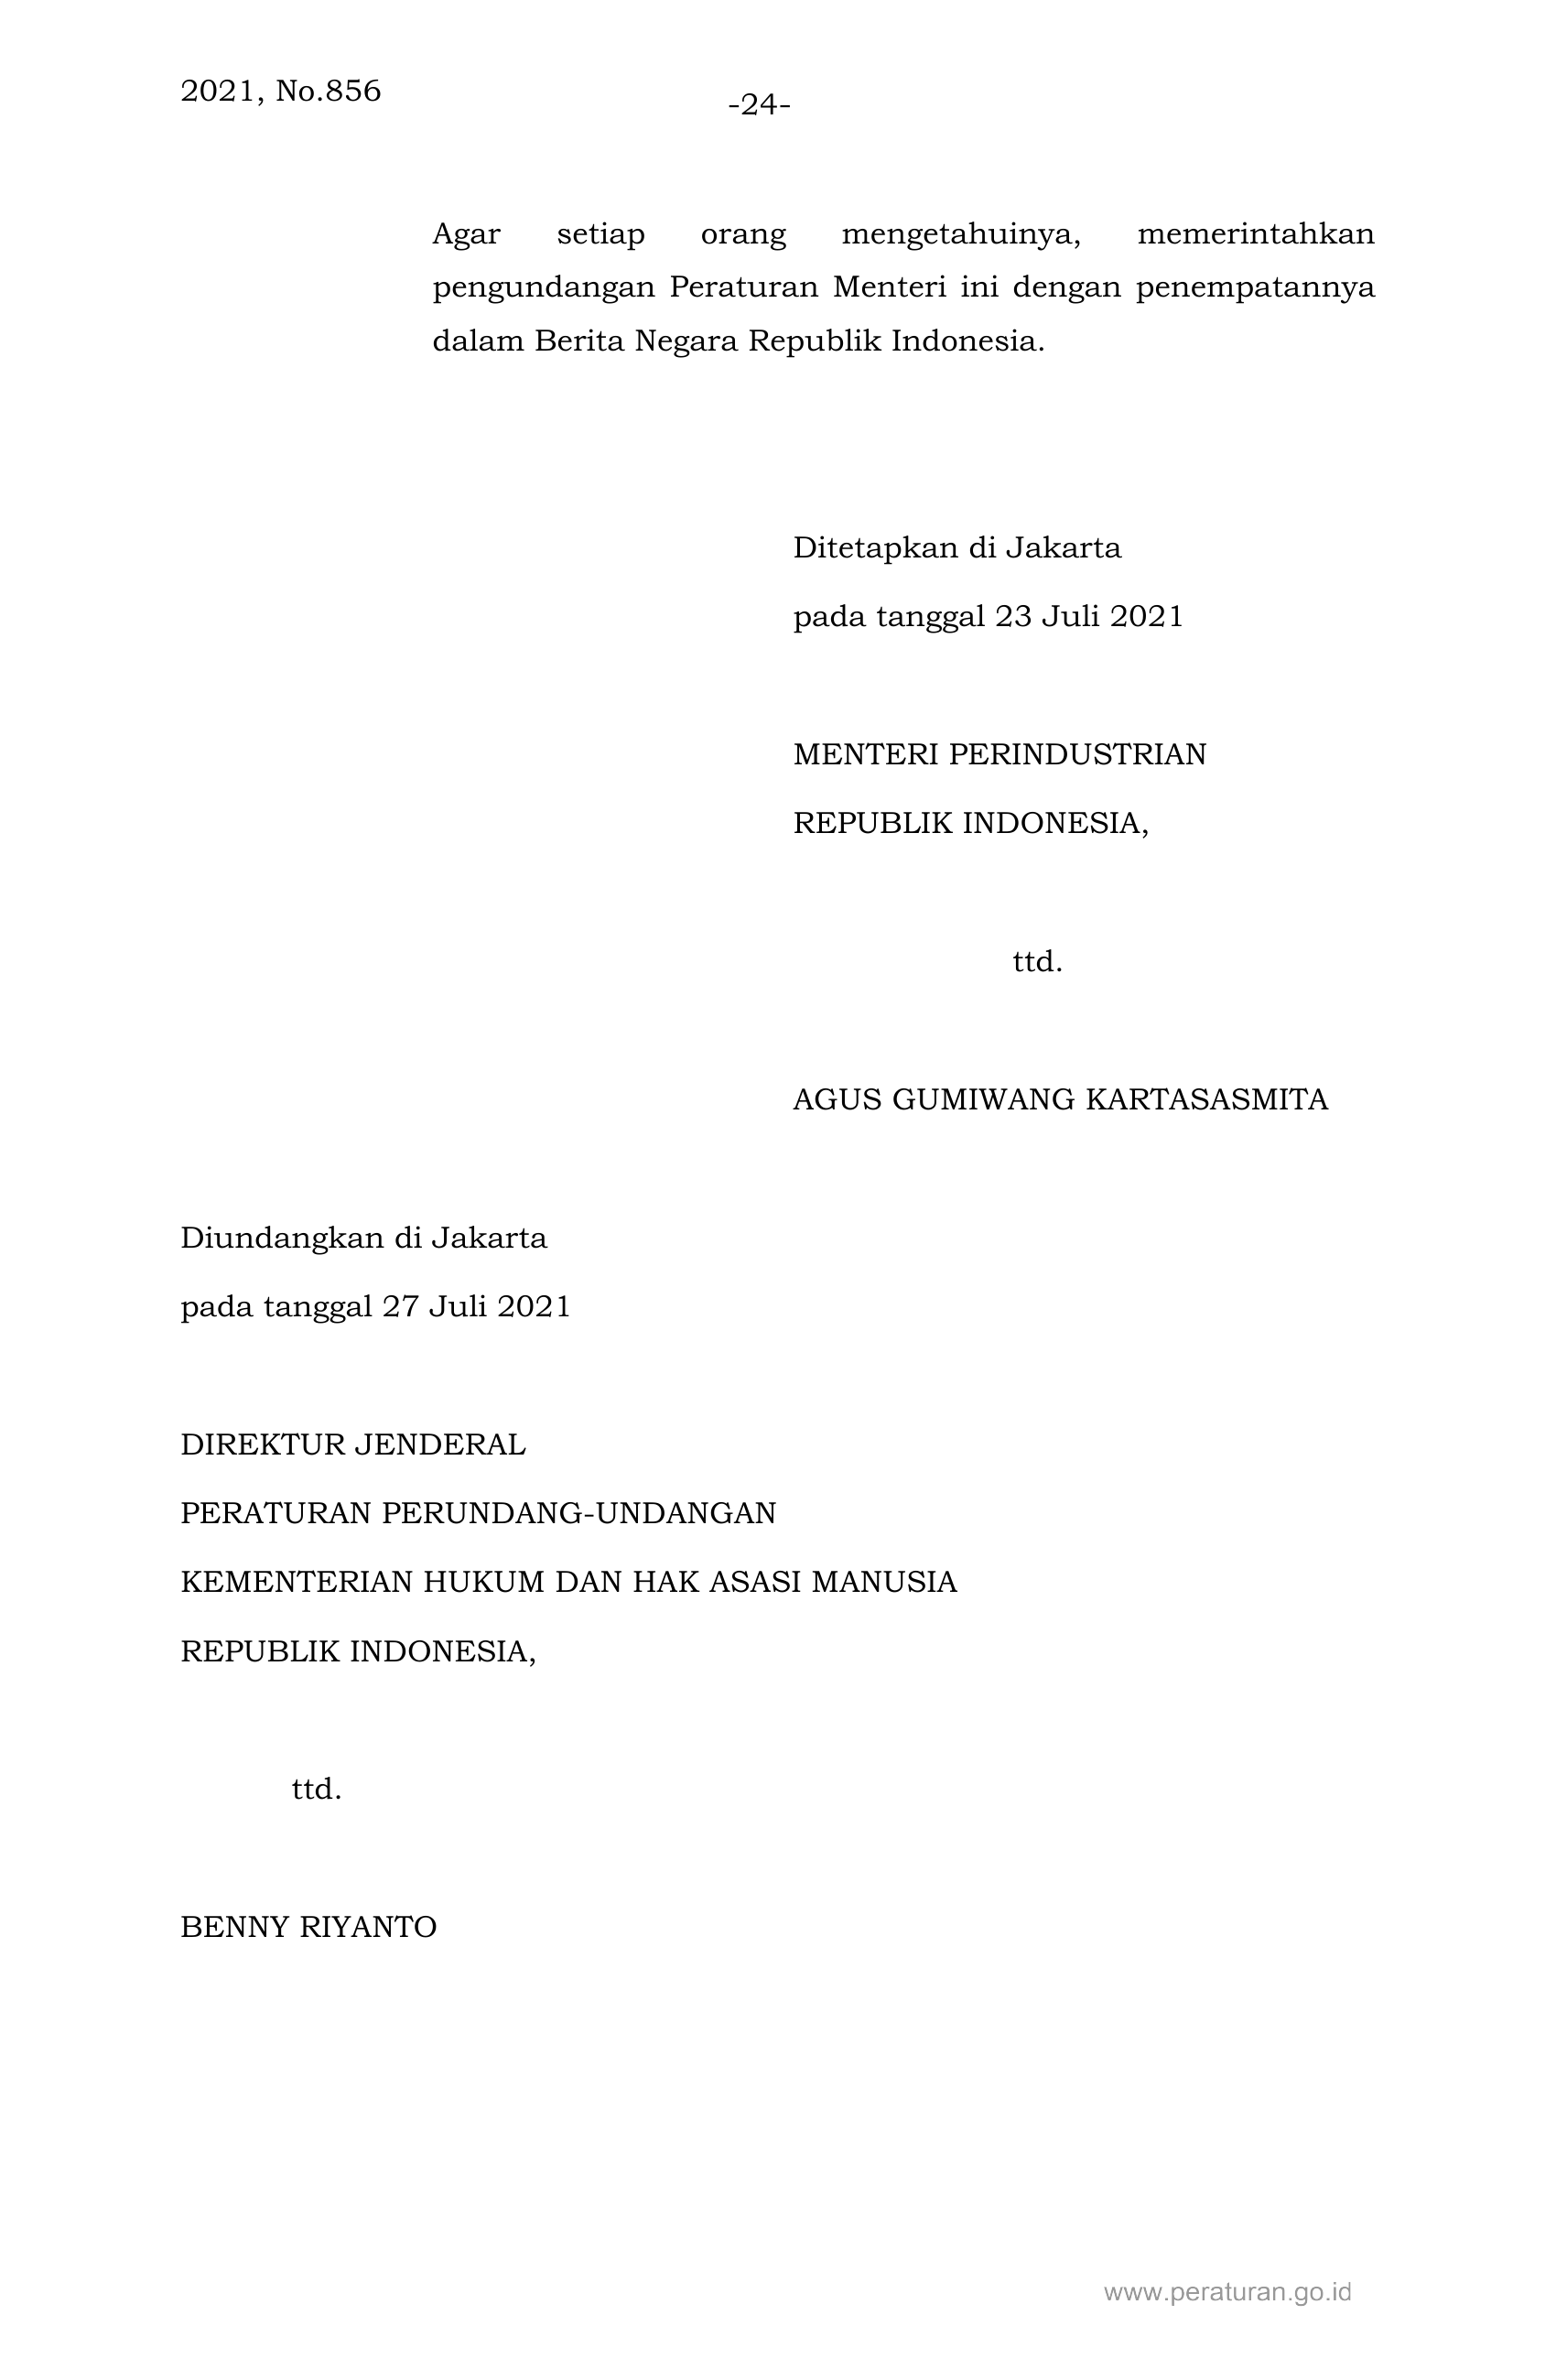 2021, No.856
-24-
Agar setiap orang mengetahuinya, memerintahkan
pengundangan Peraturan Menteri ini dengan penempatannya
dalam Berita Negara Republik Indonesia.
Ditetapkan di Jakarta
pada tanggal 23 Juli 2021
MENTERI PERINDUSTRIAN
REPUBLIK INDONESIA,
ttd.
AGUS GUMIWANG KARTASASMITA
Diundangkan di Jakarta
pada tanggal 27 Juli 2021
DIREKTUR JENDERAL
PERATURAN PERUNDANG-UNDANGAN
KEMENTERIAN HUKUM DAN HAK ASASI MANUSIA
REPUBLIK INDONESIA,
ttd.
BENNY RIYANTO
www.peraturan.go.id